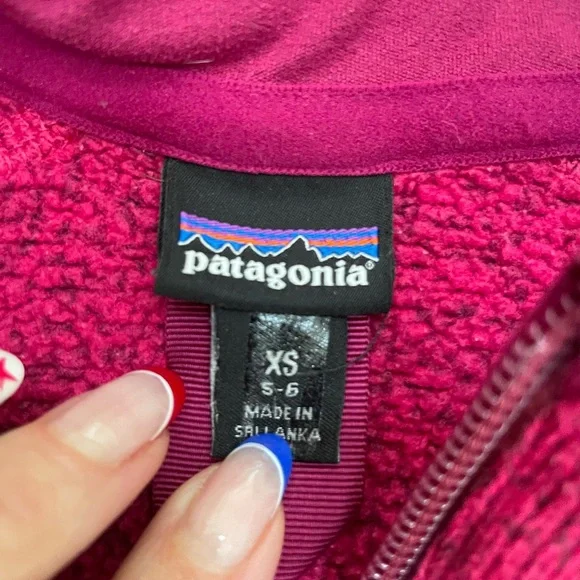 patagonia®
XS
5-6
MADE IN
SRI LANKA